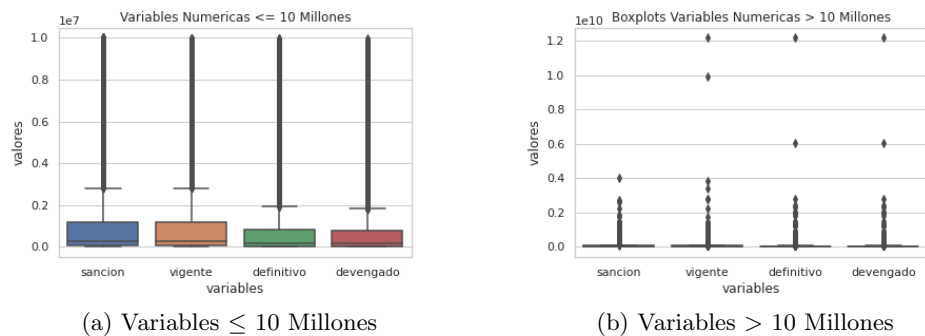 Variables Numericas <= 10 Millones
1e7
1.0
0.8
0.6
0.4
0.2
0.0
valores
sancion vigente definitivo devengado
variables
(a) Variables ≤ 10 Millones
Boxplots Variables Numericas > 10 Millones
1e10
1.2
1.0
0.8
0.6
0.4
0.2
0.0
valores
sancion vigente definitivo devengado
variables
(b) Variables > 10 Millones